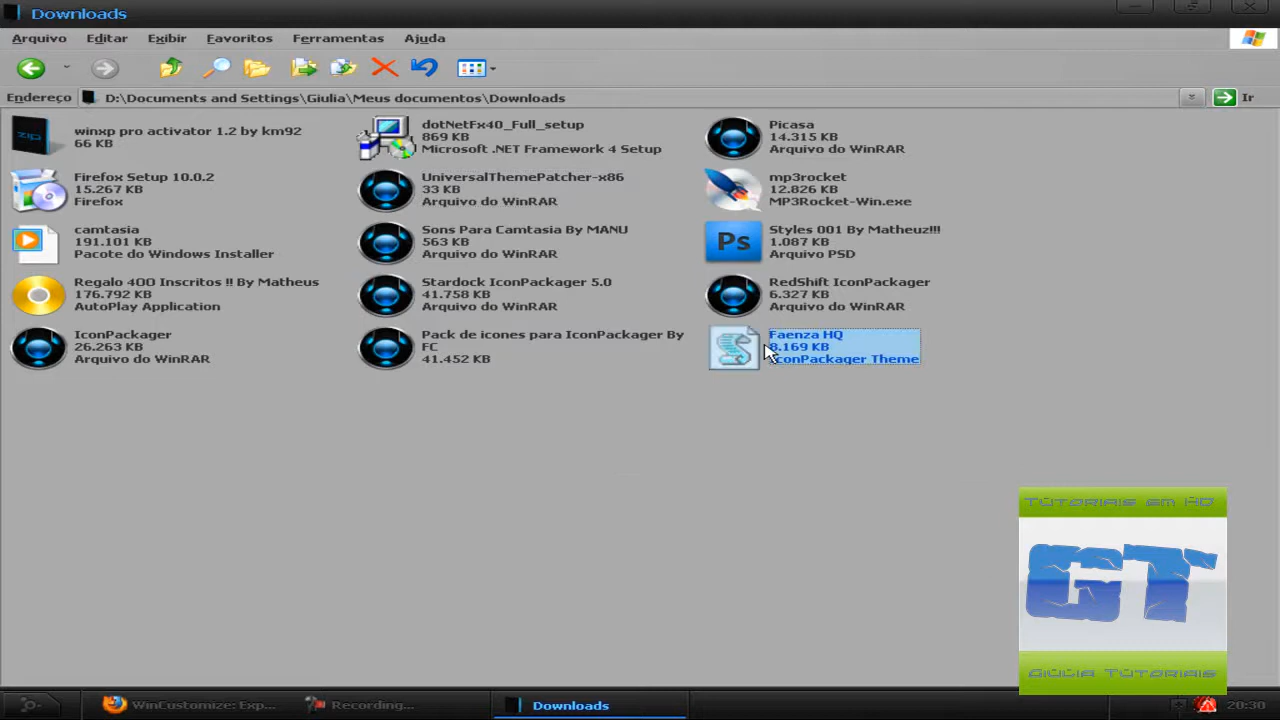 Downloads
Arquivo Editar Exibir Favoritos Ferramentas Ajuda
Endereço D:\Documents and Settings\Giulia\Meus documentos\Downloads Ir
zip
winxp pro activator 1.2 by km92
66 KB
dotNetFx40_Full_setup
869 KB
Microsoft .NET Framework 4 Setup
Picasa
14.315 KB
Arquivo do WinRAR
Firefox Setup 10.0.2
15.267 KB
Firefox
UniversalThemePatcher-x86
33 KB
Arquivo do WinRAR
mp3rocket
12.826 KB
MP3Rocket-Win.exe
camtasia
191.101 KB
Pacote do Windows Installer
Sons Para Camtasia By MANU
563 KB
Arquivo do WinRAR
Ps
Styles 001 By Matheuz!!!
1.087 KB
Arquivo PSD
Regalo 400 Inscritos !! By Matheus
176.792 KB
AutoPlay Application
Stardock IconPackager 5.0
41.758 KB
Arquivo do WinRAR
RedShift IconPackager
6.327 KB
Arquivo do WinRAR
IconPackager
26.263 KB
Arquivo do WinRAR
Pack de icones para IconPackager By
FC
41.452 KB
Faenza HQ
8.169 KB
IconPackager Theme
Tutoriais em HD
GT
Giulia Tutoriais
WinCustomize: Exp... Recording... Downloads 20:30